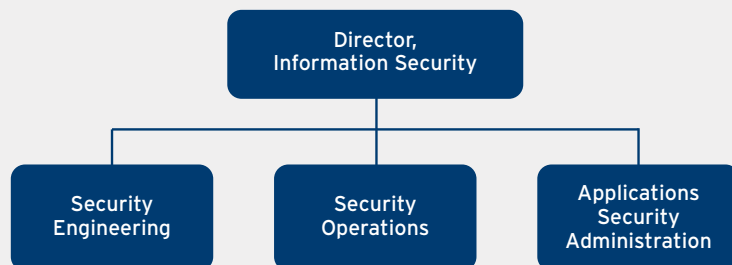 Director,
Information Security
Security
Engineering
Security
Operations
Applications
Security
Administration